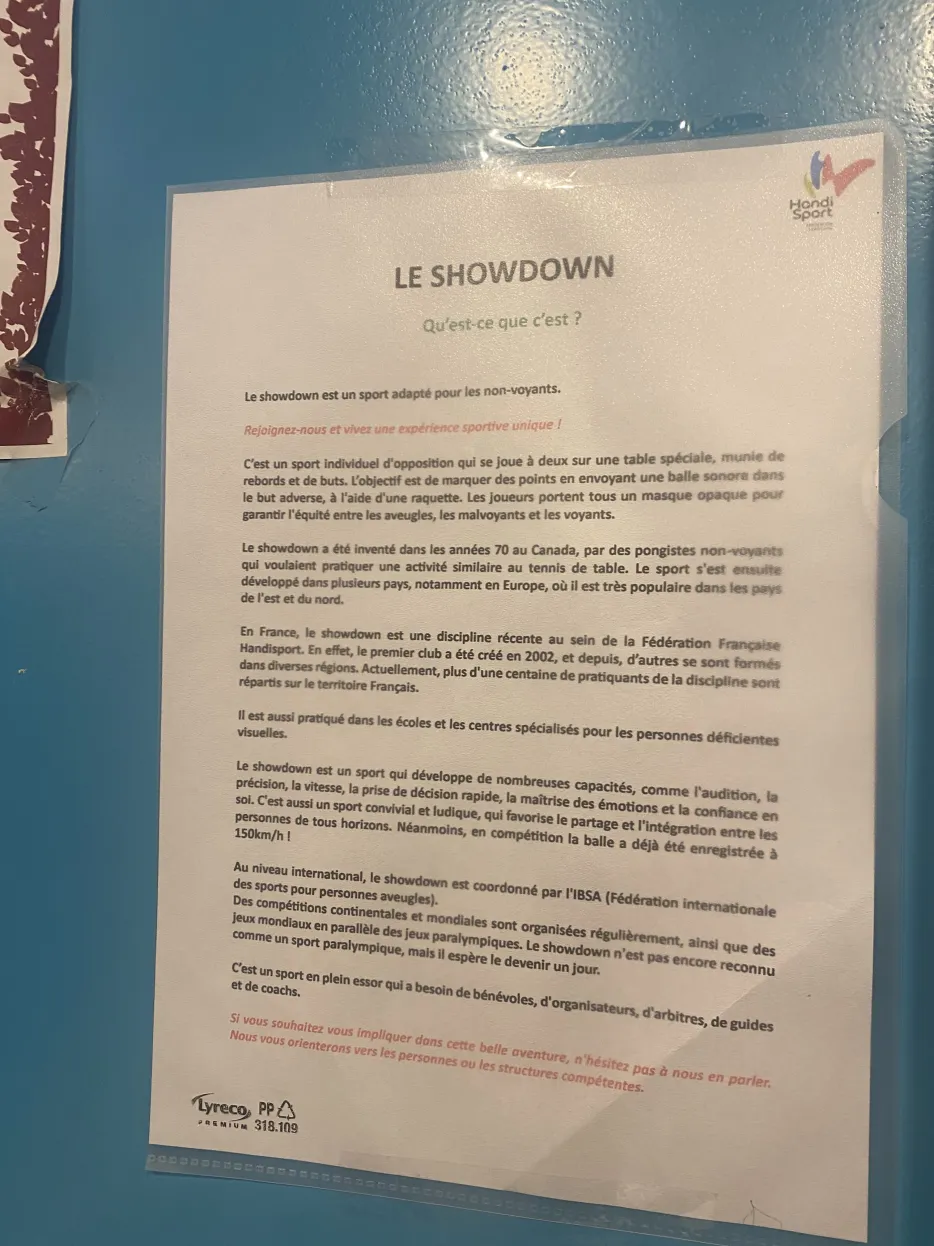 Handi
Sport
LE SHOWDOWN
Qu'est-ce que c'est ?
Le showdown est un sport adapté pour les non-voyants.
Rejoignez-nous et vivez une expérience sportive unique !
C'est un sport individuel d'opposition qui se joue à deux sur une table spéciale, munie de
rebords et de buts. L'objectif est de marquer des points en envoyant une balle sonore dans
le but adverse, à l'aide d'une raquette. Les joueurs portent tous un masque opaque pour
garantir l'équité entre les aveugles, les malvoyants et les voyants.
Le showdown a été inventé dans les années 70 au Canada, par des pongistes non-voyants
qui voulaient pratiquer une activité similaire au tennis de table. Le sport s'est ensuite
développé dans plusieurs pays, notamment en Europe, où il est très populaire dans les pays
de l'est et du nord.
En France, le showdown est une discipline récente au sein de la Fédération Française
Handisport. En effet, le premier club a été créé en 2002, et depuis, d'autres se sont formés
dans diverses régions. Actuellement, plus d'une centaine de pratiquants de la discipline sont
répartis sur le territoire Français.
Il est aussi pratiqué dans les écoles et les centres spécialisés pour les personnes déficientes
visuelles.
Le showdown est un sport qui développe de nombreuses capacités, comme l'audition, la
précision, la vitesse, la prise de décision rapide, la maîtrise des émotions et la confiance en
soi. C'est aussi un sport convivial et ludique, qui favorise le partage et l'intégration entre les
personnes de tous horizons. Néanmoins, en compétition la balle a déjà été enregistrée à
150km/h !
Au niveau international, le showdown est coordonné par l'IBSA (Fédération internationale
des sports pour personnes aveugles).
Des compétitions continentales et mondiales sont organisées régulièrement, ainsi que des
jeux mondiaux en parallèle des jeux paralympiques. Le showdown n'est pas encore reconnu
comme un sport paralympique, mais il espère le devenir un jour.
C'est un sport en plein essor qui a besoin de bénévoles, d'organisateurs, d'arbitres, de guides
et de coachs.
Si vous souhaitez vous impliquer dans cette belle aventure, n'hésitez pas à nous en parler.
Nous vous orienterons vers les personnes ou les structures compétentes.
Lyreco PP
PREMIUM 318.109